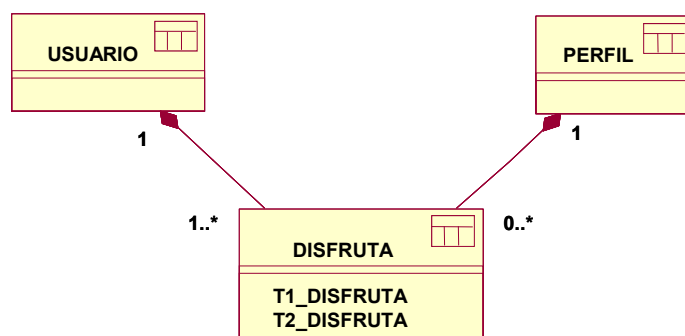 USUARIO
PERFIL
1
1
1..*
0..*
DISFRUTA
T1_DISFRUTA
T2_DISFRUTA